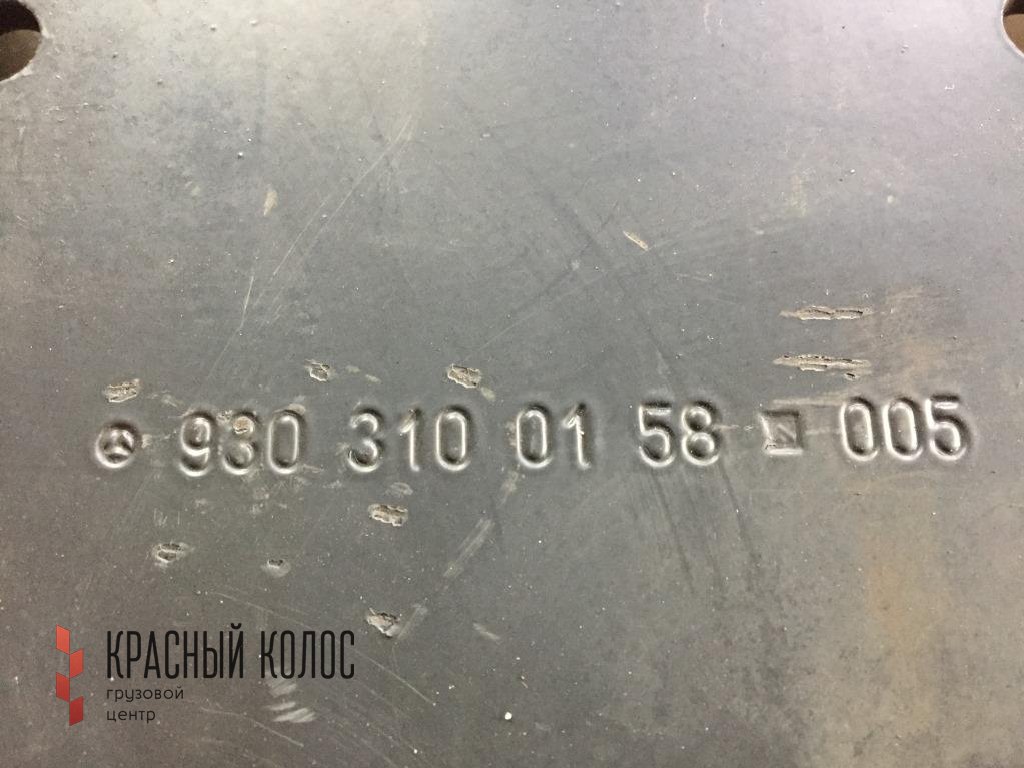 930 310 01 58 005
КРАСНЫЙ КОЛОС
грузовой
центр